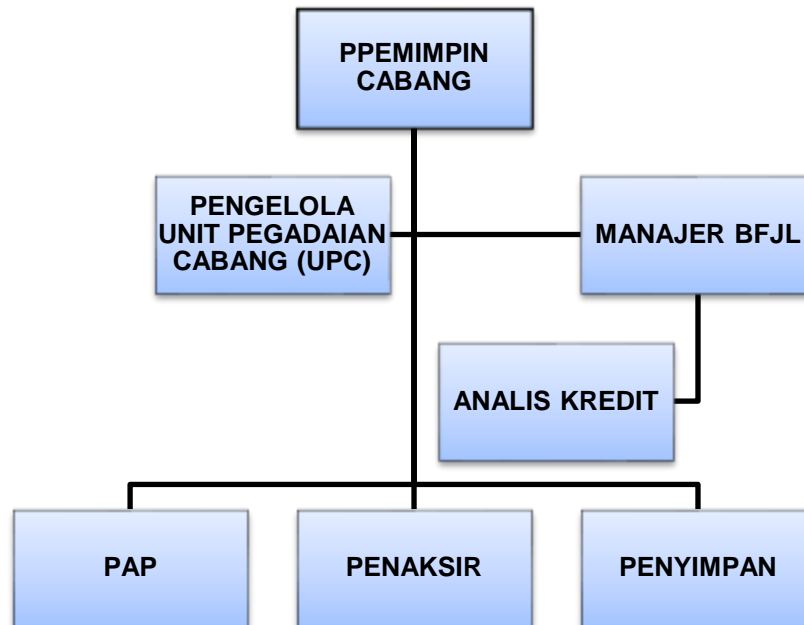 PPEMIMPIN
CABANG
PENGELOLA
UNIT PEGADAIAN
CABANG (UPC)
MANAJER BFJL
ANALIS KREDIT
PAP
PENAKSIR
PENYIMPAN